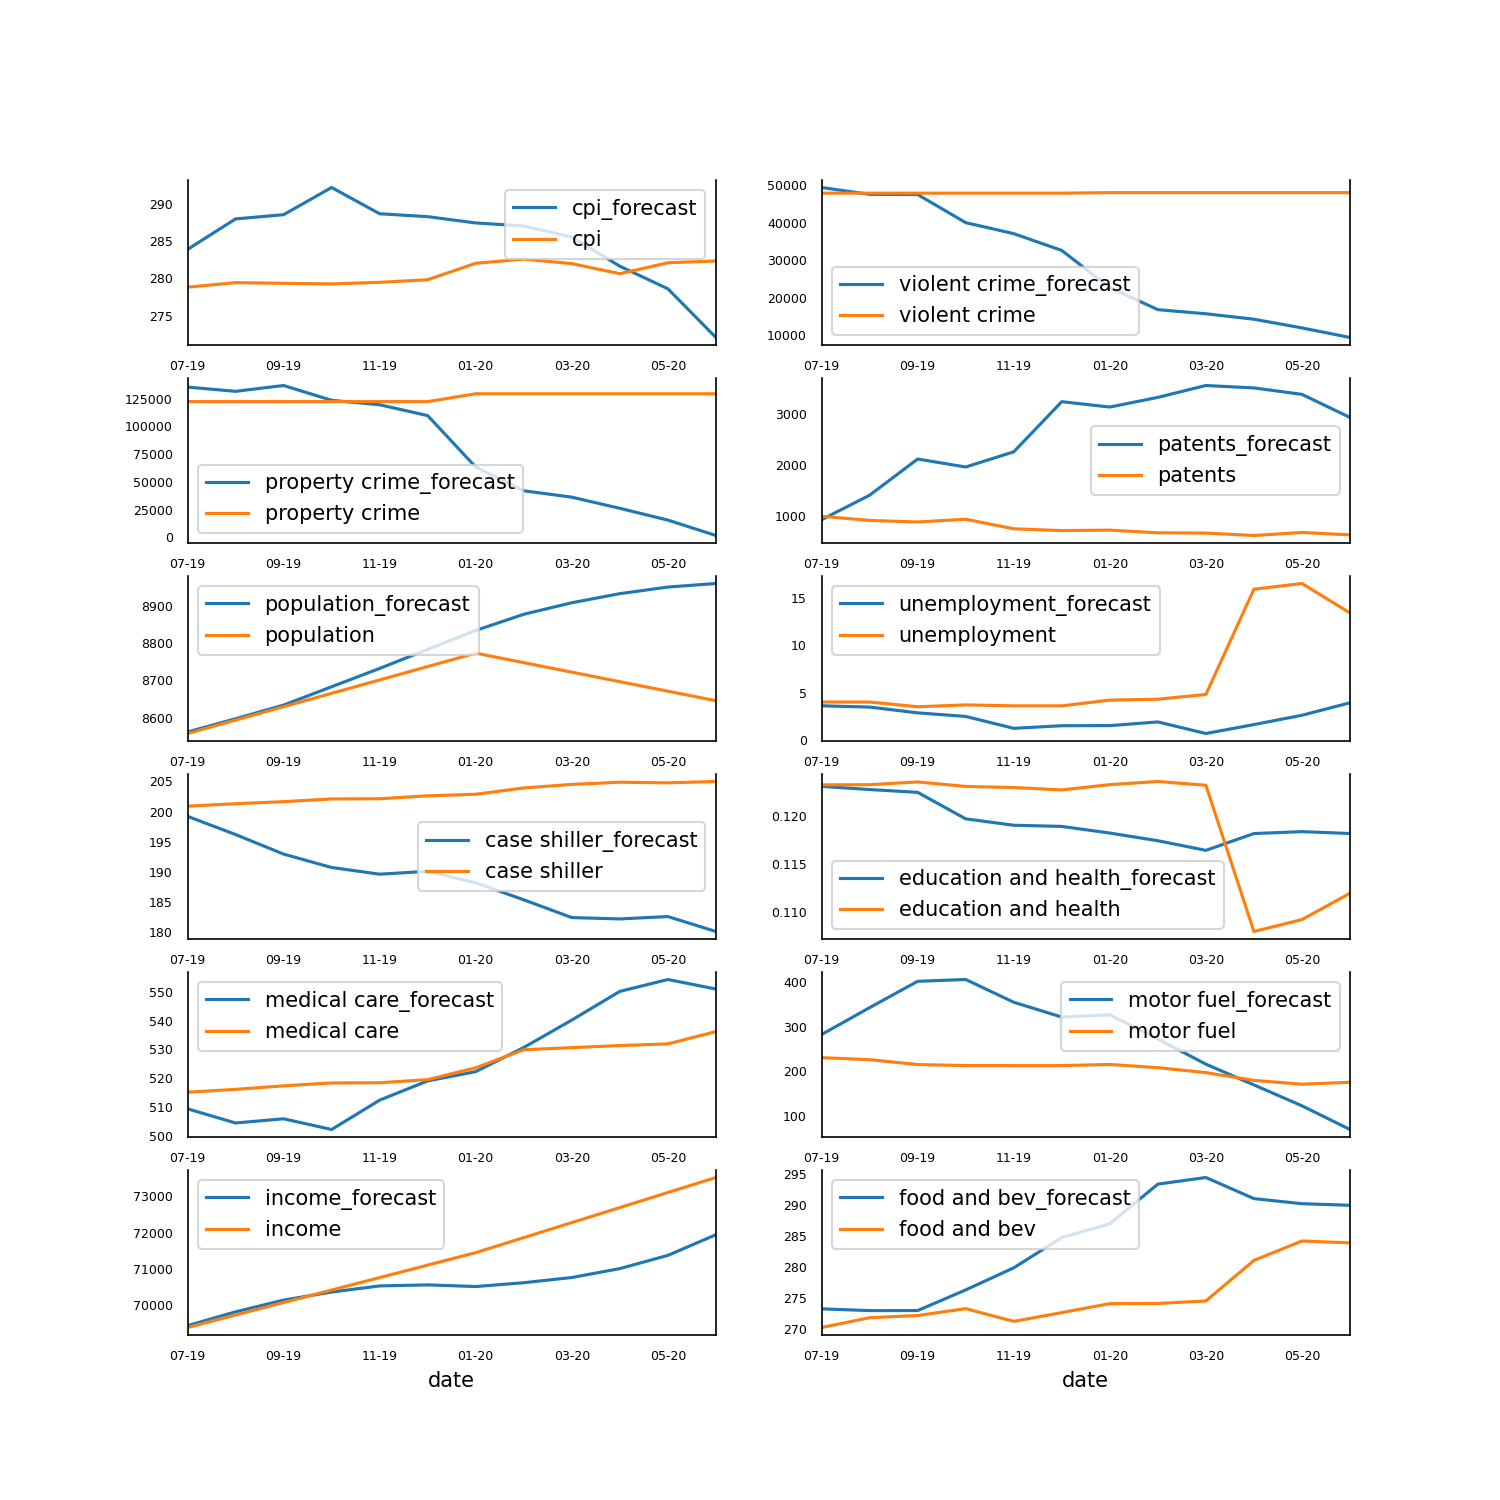 290
285
280
275
cpi_forecast
cpi
07-19 09-19 11-19 01-20 03-20 05-20
50000
40000
30000
20000
10000
violent crime_forecast
violent crime
07-19 09-19 11-19 01-20 03-20 05-20
125000
100000
75000
50000
25000
0
property crime_forecast
property crime
07-19 09-19 11-19 01-20 03-20 05-20
3000
2000
1000
patents_forecast
patents
07-19 09-19 11-19 01-20 03-20 05-20
8900
8800
8700
8600
population_forecast
population
07-19 09-19 11-19 01-20 03-20 05-20
15
10
5
0
unemployment_forecast
unemployment
07-19 09-19 11-19 01-20 03-20 05-20
205
200
195
190
185
180
case shiller_forecast
case shiller
07-19 09-19 11-19 01-20 03-20 05-20
0.120
0.115
0.110
education and health_forecast
education and health
07-19 09-19 11-19 01-20 03-20 05-20
550
540
530
520
510
500
medical care_forecast
medical care
07-19 09-19 11-19 01-20 03-20 05-20
400
300
200
100
motor fuel_forecast
motor fuel
07-19 09-19 11-19 01-20 03-20 05-20
73000
72000
71000
70000
income_forecast
income
07-19 09-19 11-19 01-20 03-20 05-20
date
295
290
285
280
275
270
food and bev_forecast
food and bev
07-19 09-19 11-19 01-20 03-20 05-20
date